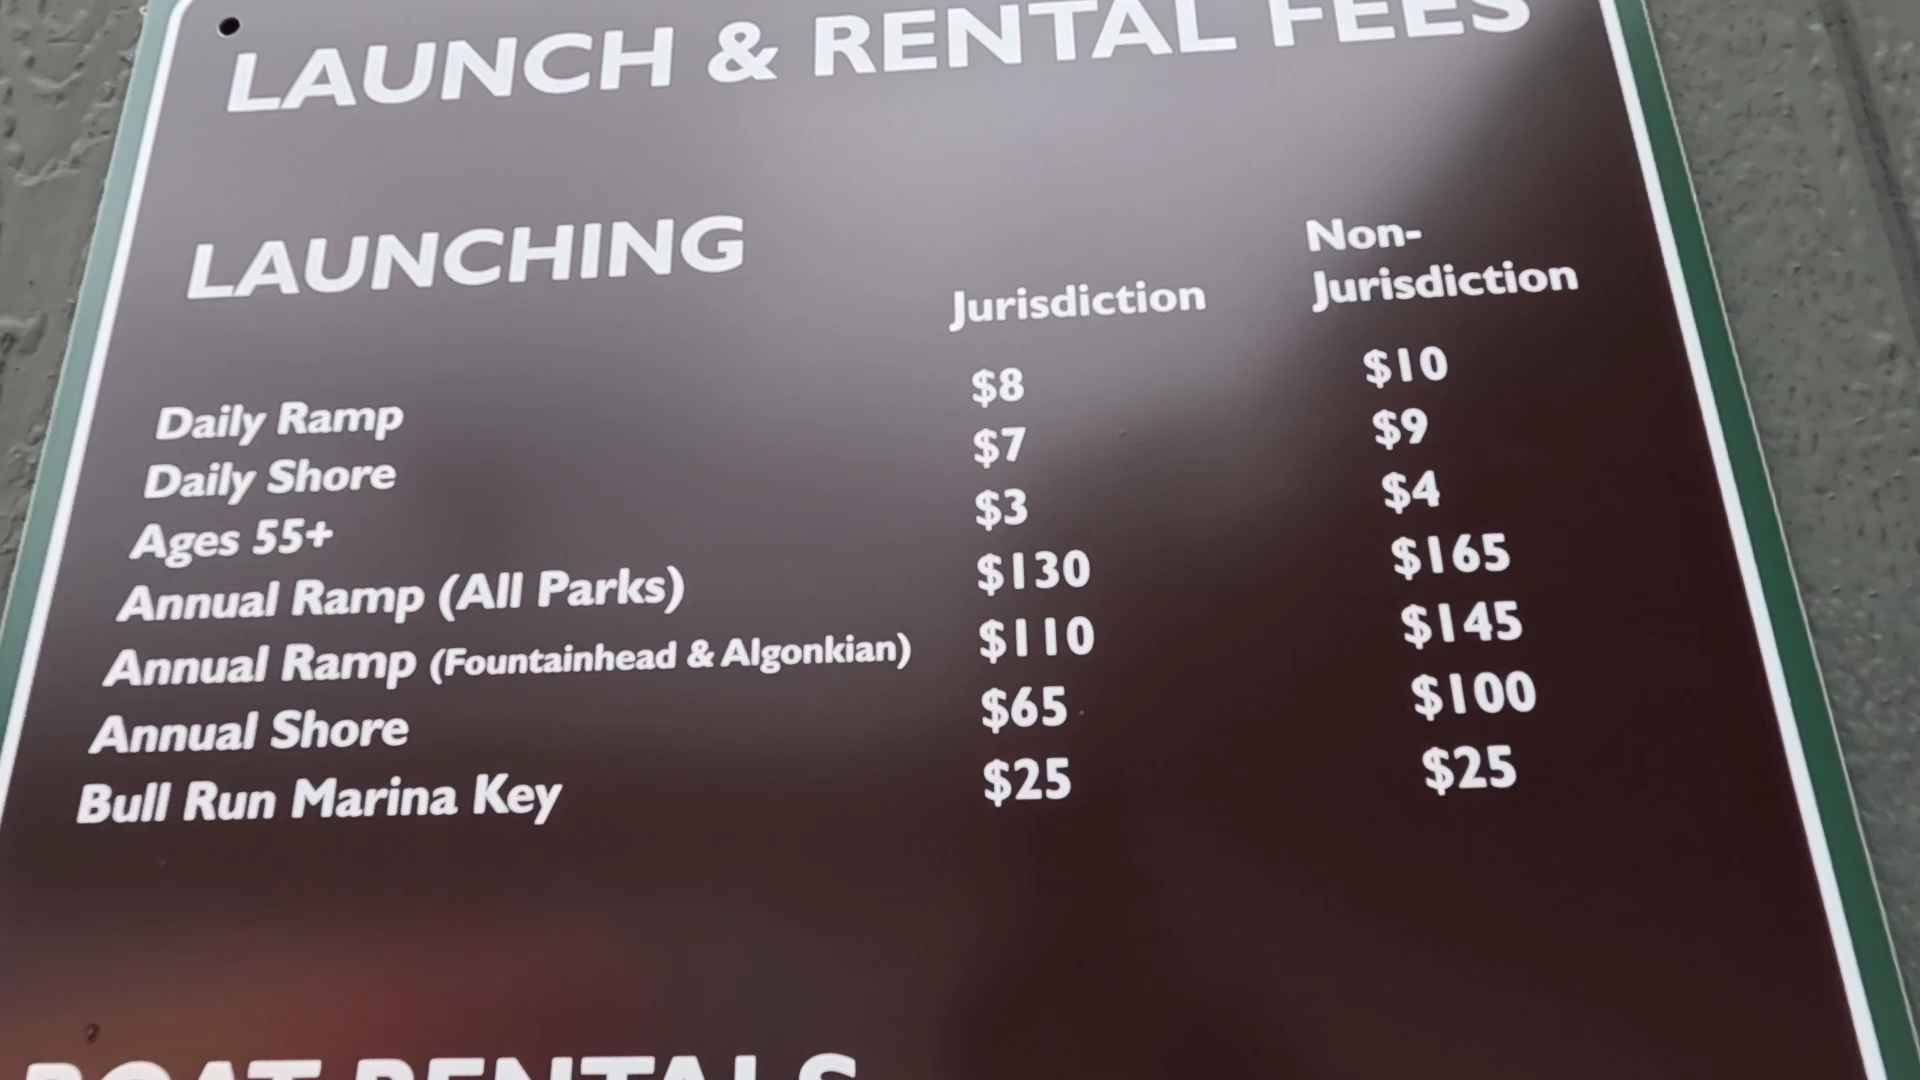 LAUNCH & RENTAL FEES
LAUNCHING
Jurisdiction Non-Jurisdiction
Daily Ramp $8 $10
Daily Shore $7 $9
Ages 55+ $3 $4
Annual Ramp (All Parks) $130 $165
Annual Ramp (Fountainhead & Algonkian) $110 $145
Annual Shore $65 $100
Bull Run Marina Key $25 $25
BOAT RENTALS